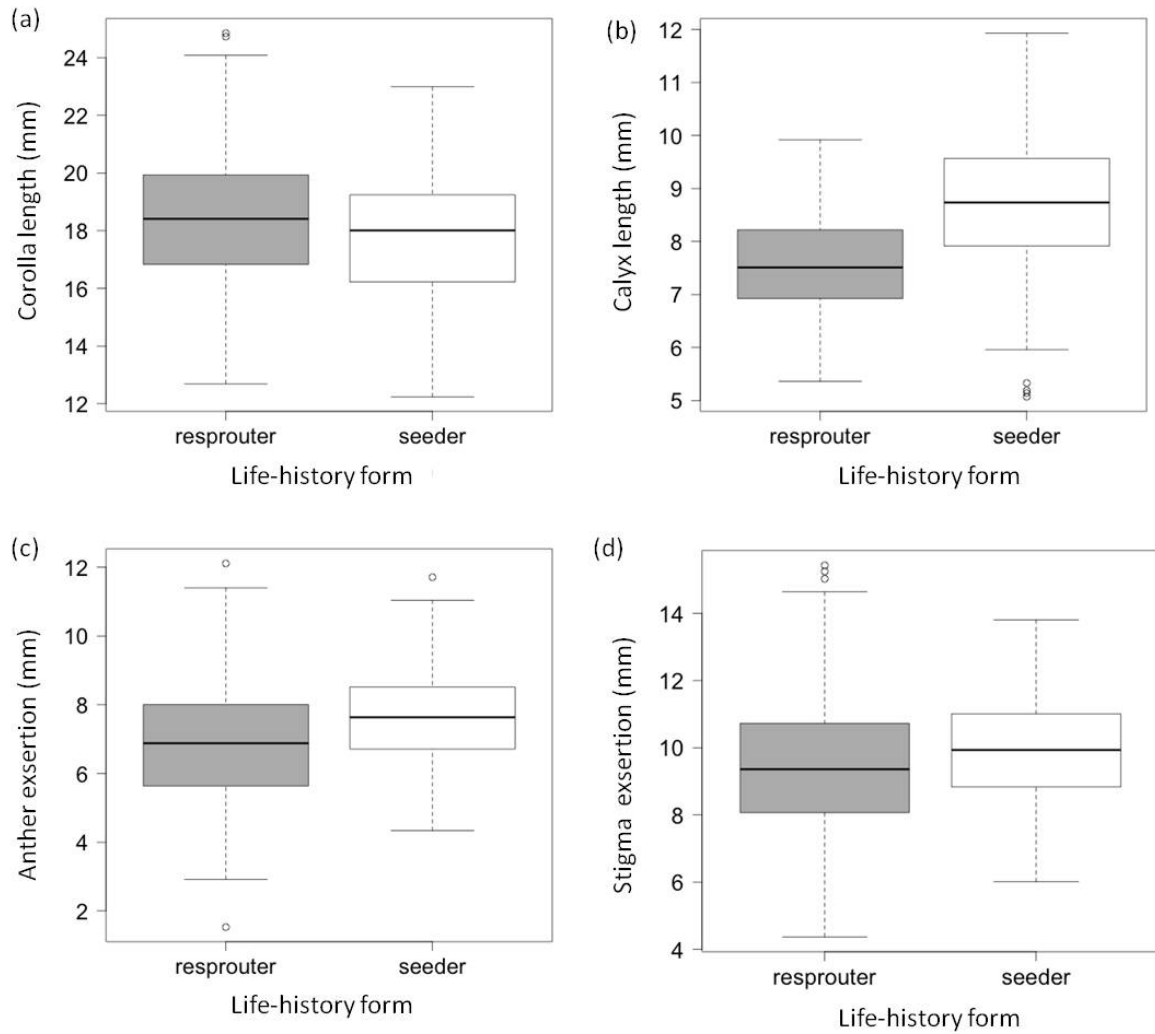 (a)
Corolla length (mm)
24
22
20
18
16
14
12
resprouter seeder
Life-history form
(b)
Calyx length (mm)
12
11
10
9
8
7
6
5
resprouter seeder
Life-history form
(c)
Anther exsertion (mm)
12
10
8
6
4
2
resprouter seeder
Life-history form
(d)
Stigma exsertion (mm)
14
12
10
8
6
4
resprouter seeder
Life-history form